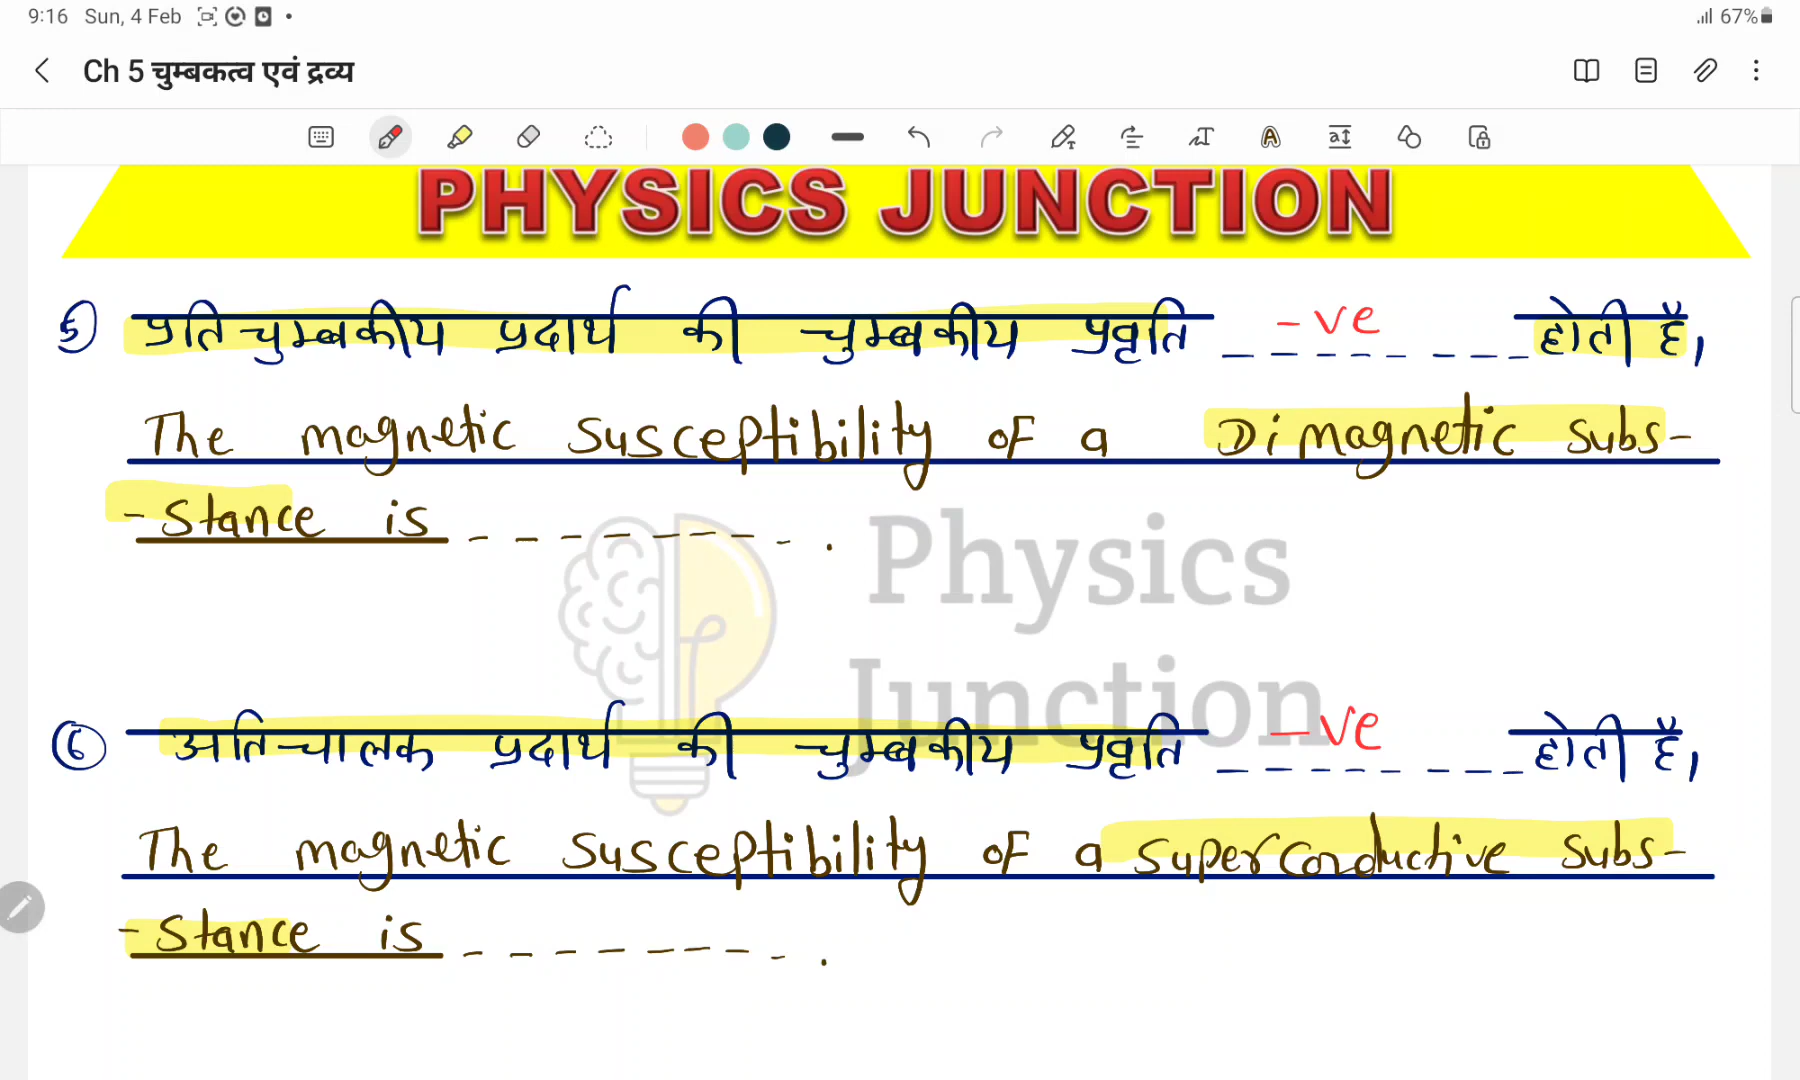 9:16 Sun, 4 Feb
67%
Ch 5 चुम्बकत्व एवं द्रव्य
PHYSICS JUNCTION
5) प्रतिचुम्बकीय प्रदार्थ की चुम्बकीय प्रवृति -ve होती है,
The magnetic susceptibility of a Dimagnetic subs-
-stance is --------- .
Physics
Junction
6 अतिचालक प्रदार्थ की चुम्बकीय प्रवृति -ve होती है,
The magnetic susceptibility of a superconductive subs-
-stance is -------- .